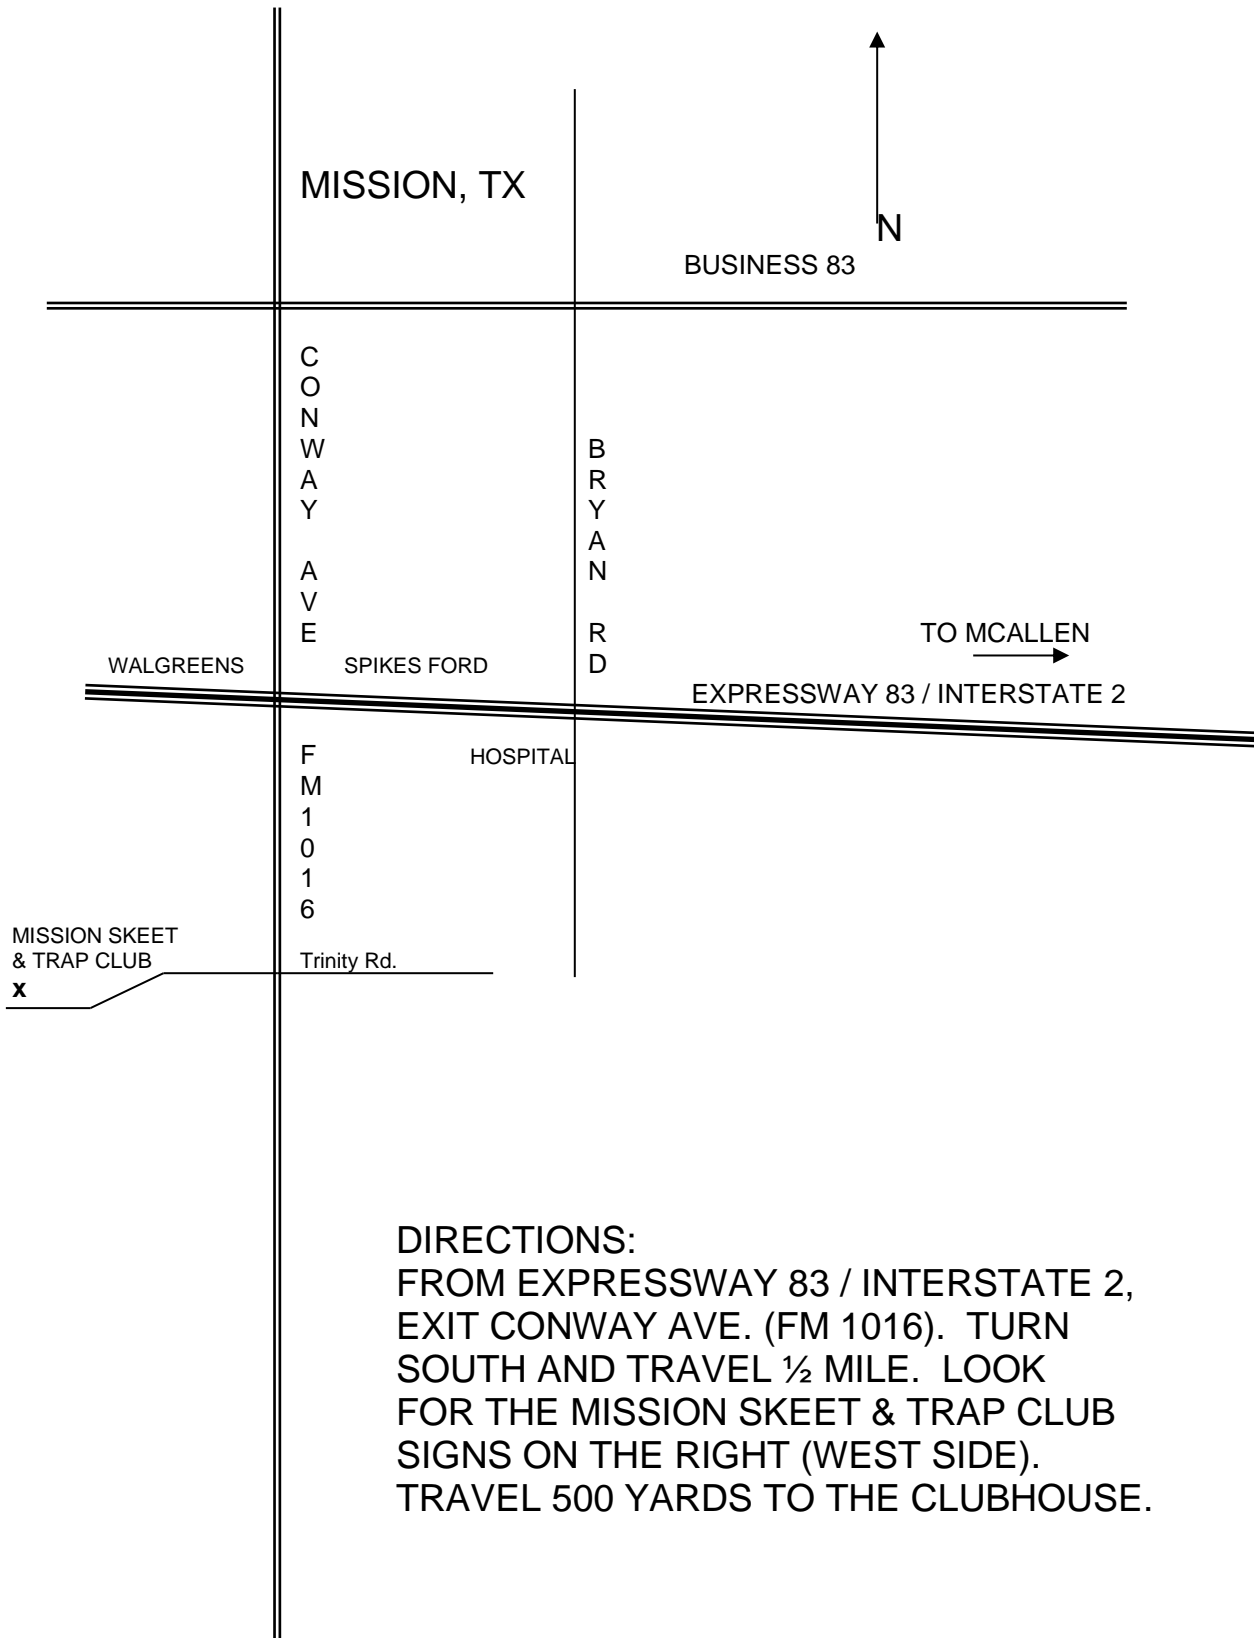 MISSION, TX
N
BUSINESS 83
CONWAY AVE
BRYAN RD
TO MCALLEN
WALGREENS
SPIKES FORD
EXPRESSWAY 83 / INTERSTATE 2
FM1016
HOSPITAL
MISSION SKEET
& TRAP CLUB
x
Trinity Rd.
DIRECTIONS:
FROM EXPRESSWAY 83 / INTERSTATE 2,
EXIT CONWAY AVE. (FM 1016).  TURN
SOUTH AND TRAVEL ½ MILE.  LOOK
FOR THE MISSION SKEET & TRAP CLUB
SIGNS ON THE RIGHT (WEST SIDE).
TRAVEL 500 YARDS TO THE CLUBHOUSE.